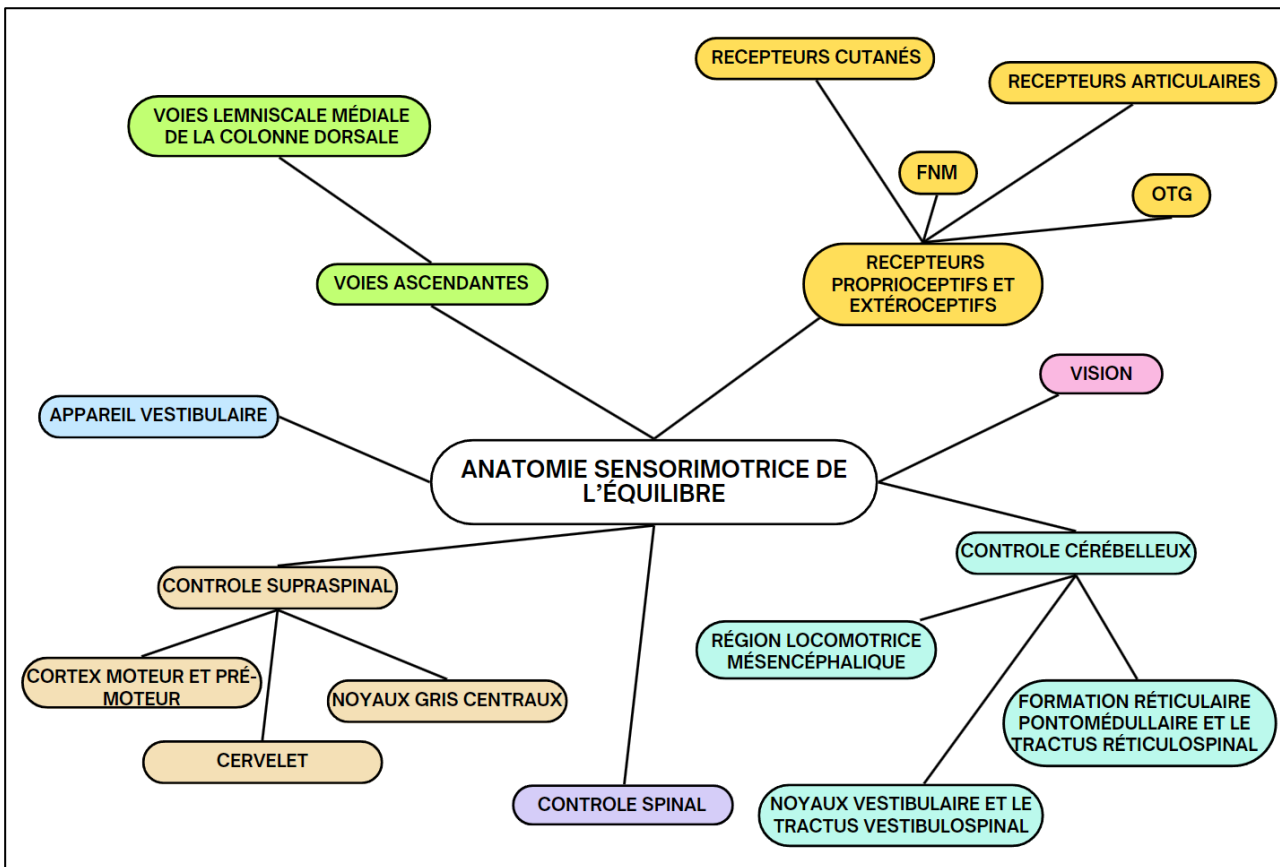 RECEPTEURS CUTANÉS
RECEPTEURS ARTICULAIRES
VOIES LEMNISCALE MÉDIALE
DE LA COLONNE DORSALE
FNM
OTG
VOIES ASCENDANTES
RECEPTEURS
PROPRIOCEPTIFS ET
EXTÉROCEPTIFS
VISION
APPAREIL VESTIBULAIRE
ANATOMIE SENSORIMOTRICE DE
L'ÉQUILIBRE
CONTROLE SUPRASPINAL
CONTROLE CÉRÉBELLEUX
CORTEX MOTEUR ET PRÉ-
MOTEUR
NOYAUX GRIS CENTRAUX
CERVELET
RÉGION LOCOMOTRICE
MÉSENCÉPHALIQUE
FORMATION RÉTICULAIRE
PONTOMÉDULLAIRE ET LE
TRACTUS RÉTICULOSPINAL
CONTROLE SPINAL
NOYAUX VESTIBULAIRE ET LE
TRACTUS VESTIBULOSPINAL